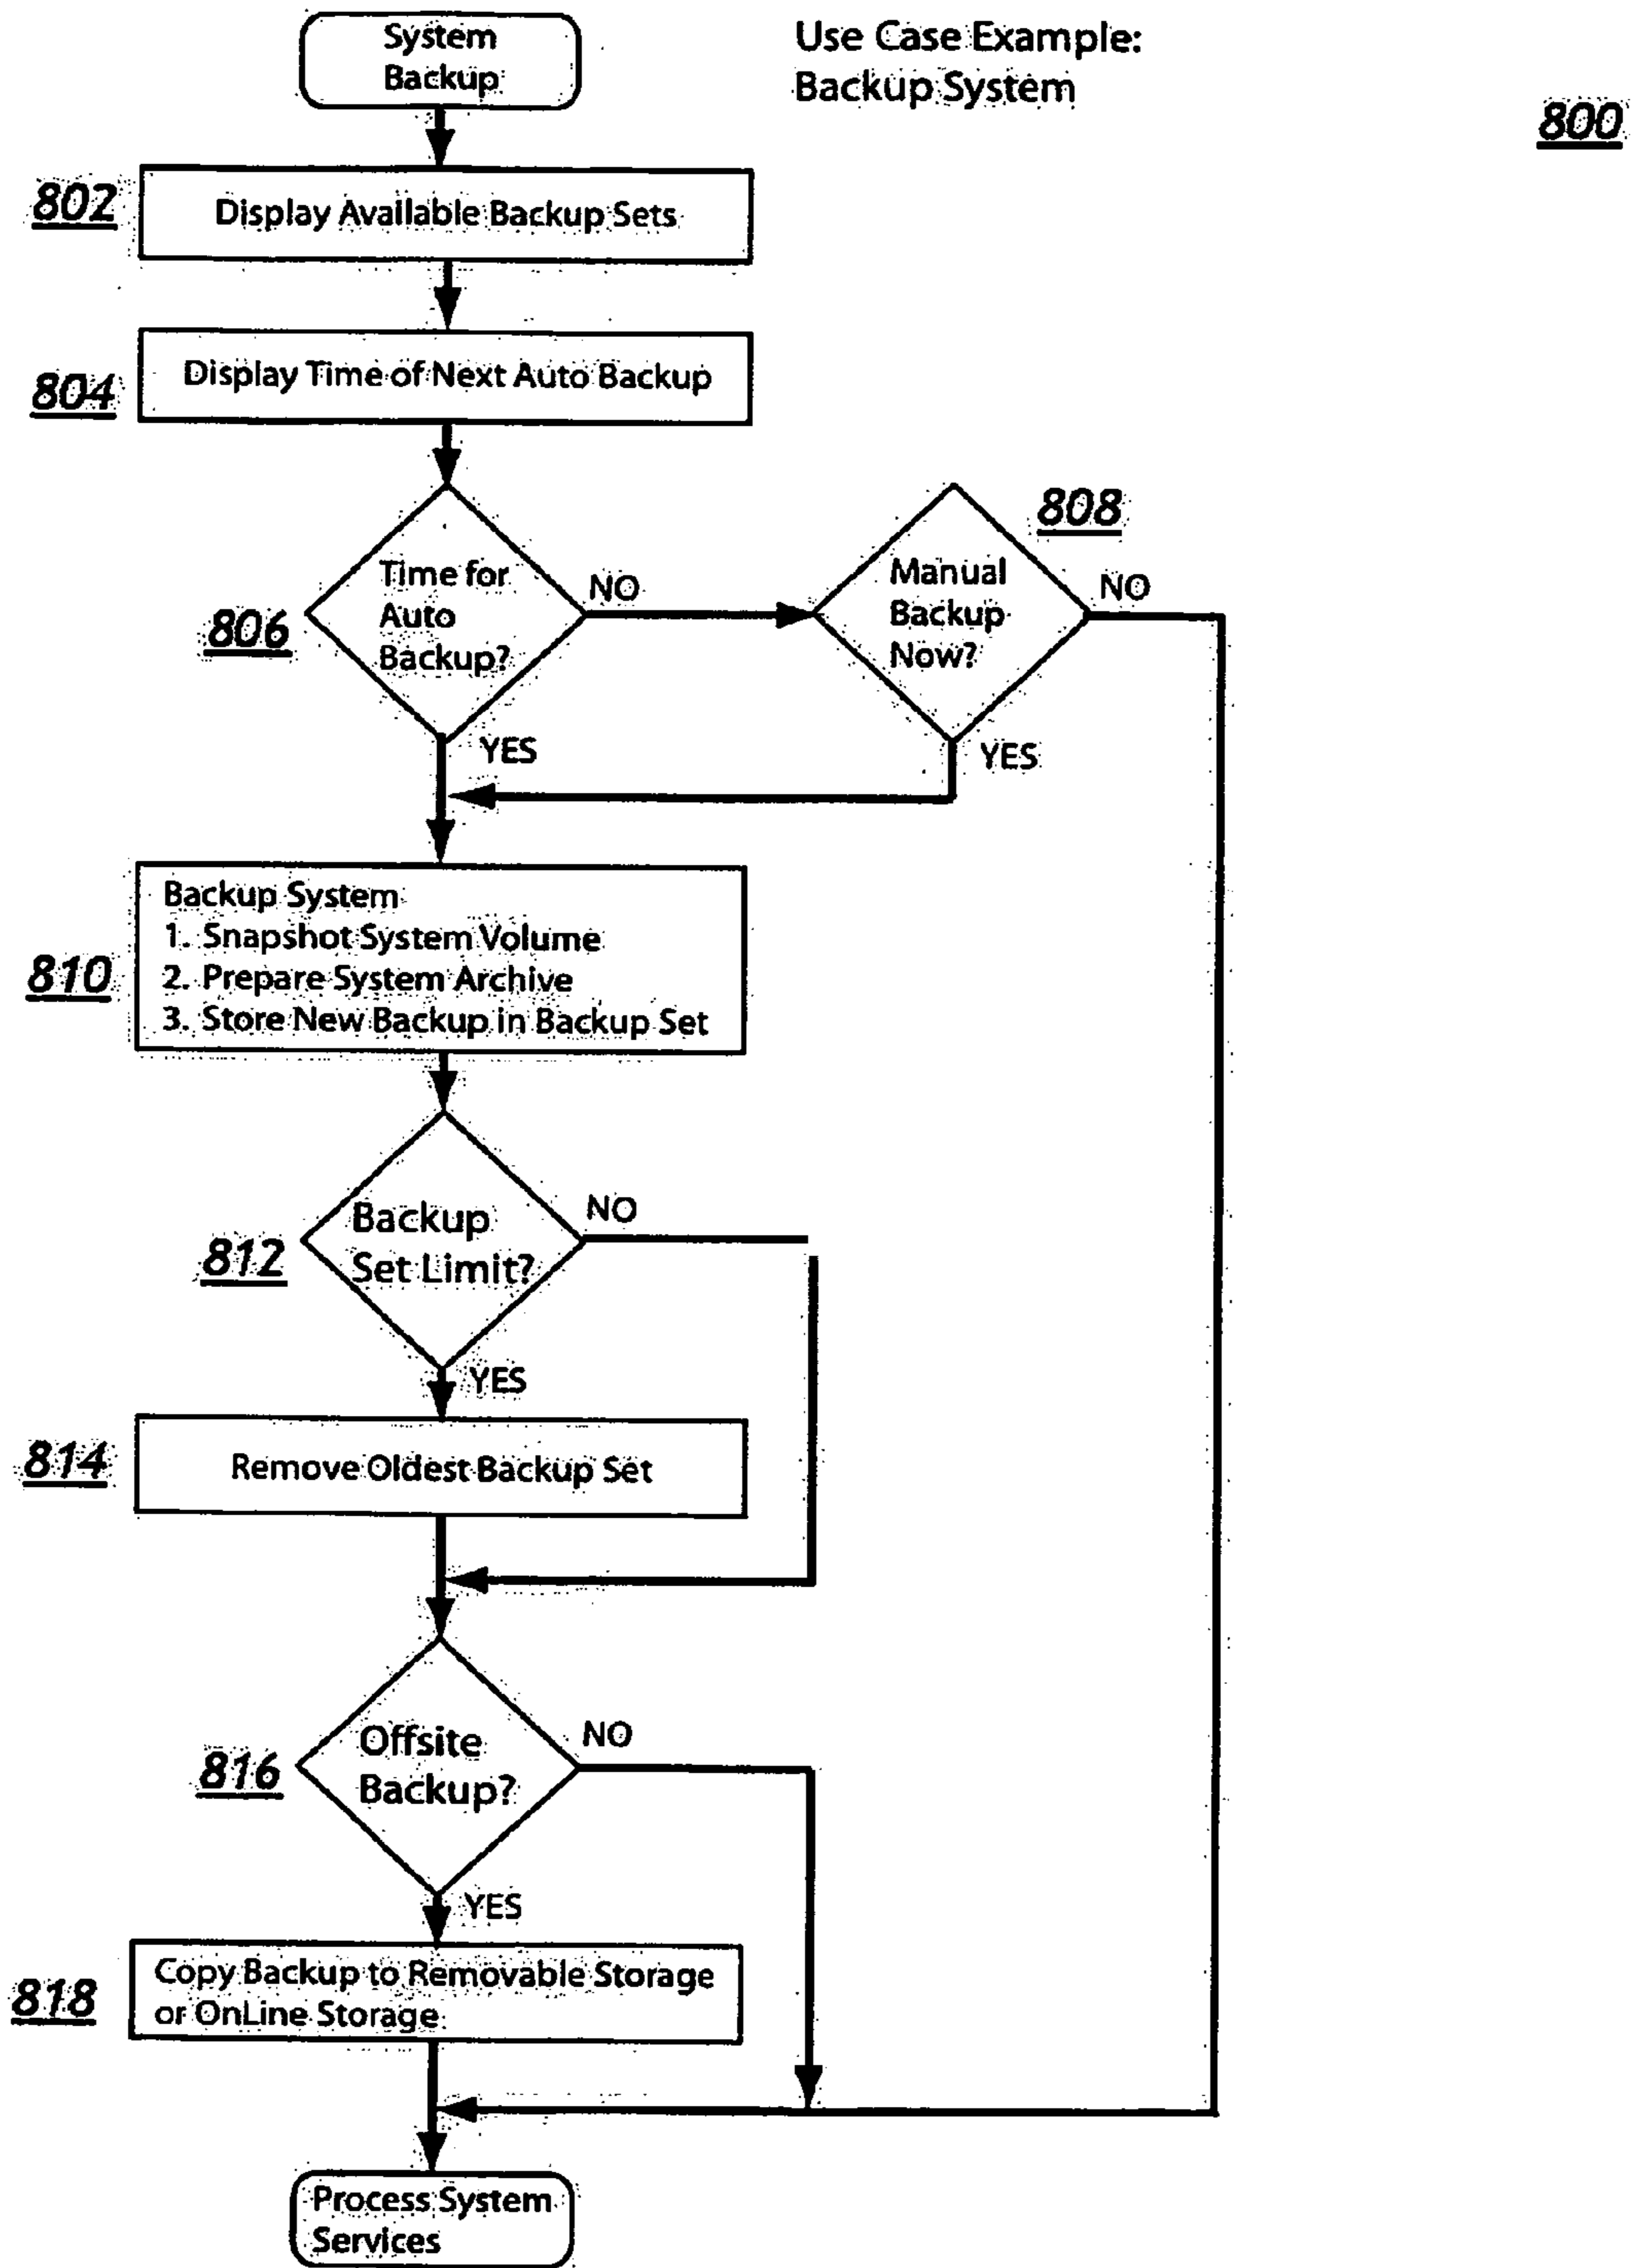 System
Backup
Use Case Example:
Backup System
800
802
Display Available Backup Sets
804
Display Time of Next Auto Backup
806
Time for
Auto
Backup?
NO
808
Manual
Backup
Now?
NO
YES
YES
810
Backup System
1. Snapshot System Volume
2. Prepare System Archive
3. Store New Backup in Backup Set
812
Backup
Set Limit?
NO
YES
814
Remove Oldest Backup Set
816
Offsite
Backup?
NO
YES
818
Copy Backup to Removable Storage
or OnLine Storage
Process System
Services